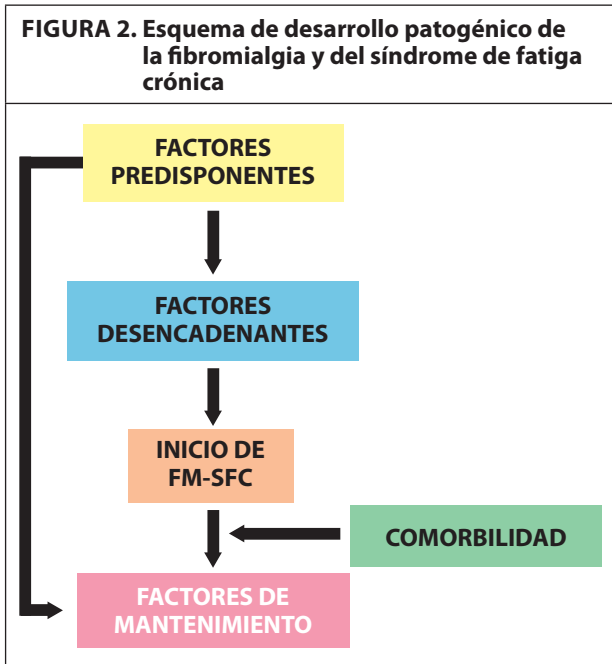 FIGURA 2. Esquema de desarrollo patogénico de
la fibromialgia y del síndrome de fatiga
crónica
FACTORES
PREDISPONENTES
FACTORES
DESENCADENANTES
INICIO DE
FM-SFC
COMORBILIDAD
FACTORES DE
MANTENIMIENTO